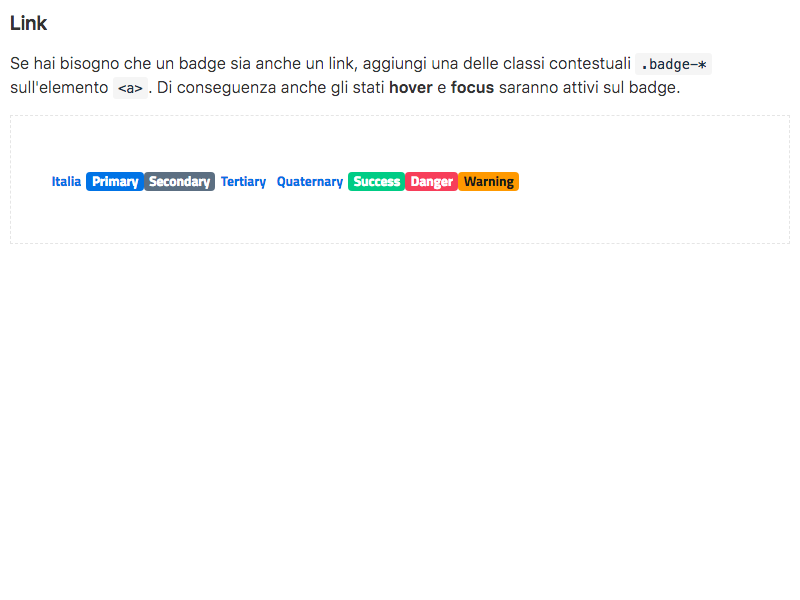 Link
Se hai bisogno che un badge sia anche un link, aggiungi una delle classi contestuali .badge-*
sull'elemento <a>. Di conseguenza anche gli stati hover e focus saranno attivi sul badge.
Italia Primary Secondary Tertiary Quaternary Success Danger Warning